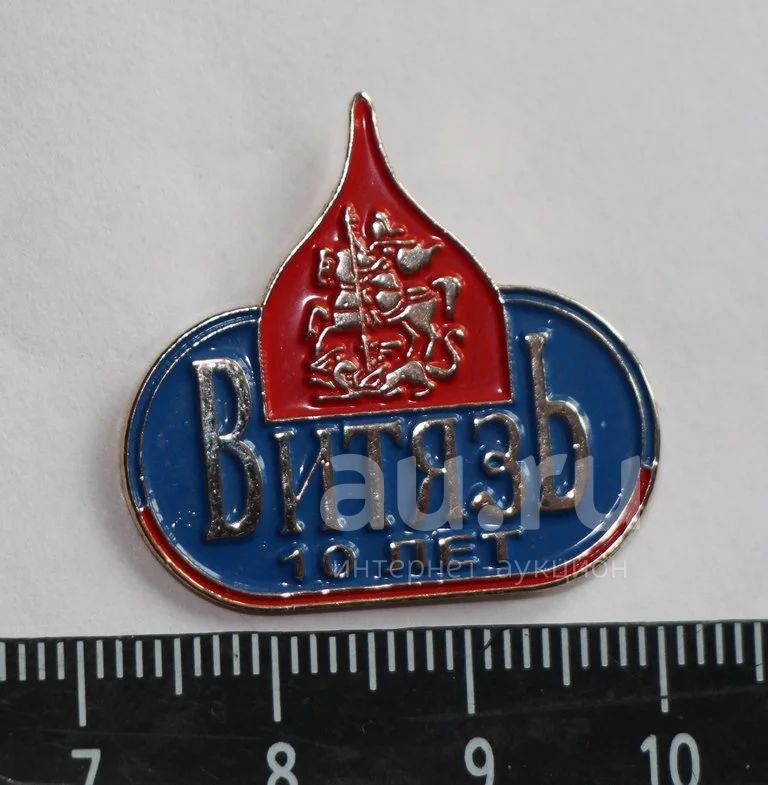 Витязь
10 ЛЕТ
au.ru
интернет-аукцион
7 8 9 10